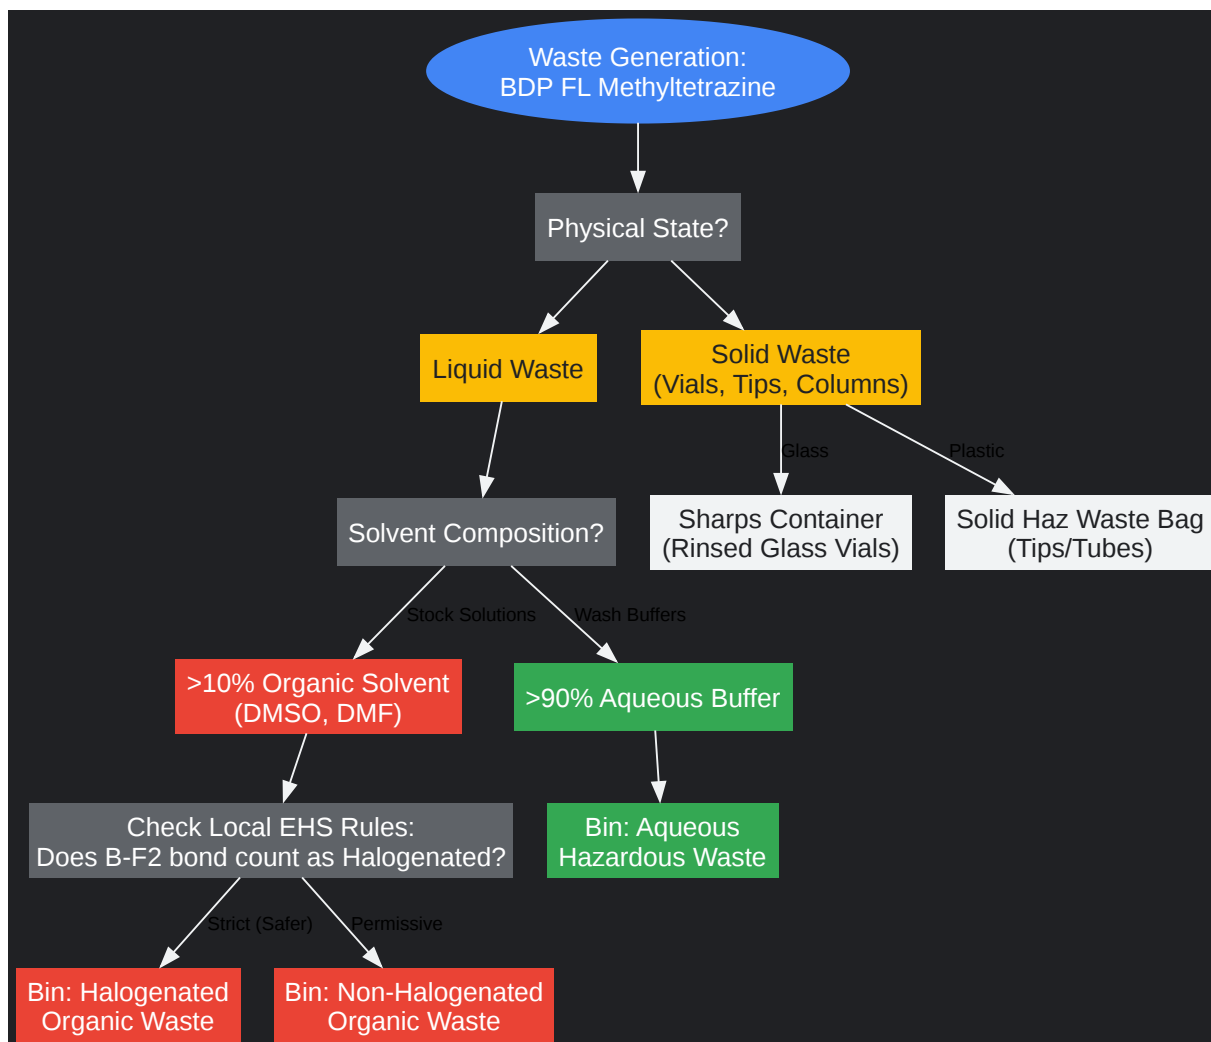 Waste Generation:
BDP FL Methyltetrazine
Physical State?
Liquid Waste
Solid Waste
(Vials, Tips, Columns)
Glass
Plastic
Solvent Composition?
Sharps Container
(Rinsed Glass Vials)
Solid Haz Waste Bag
(Tips/Tubes)
Stock Solutions
Wash Buffers
>10% Organic Solvent
(DMSO, DMF)
>90% Aqueous Buffer
Check Local EHS Rules:
Does B-F2 bond count as Halogenated?
Bin: Aqueous
Hazardous Waste
Strict (Safer)
Permissive
Bin: Halogenated
Organic Waste
Bin: Non-Halogenated
Organic Waste